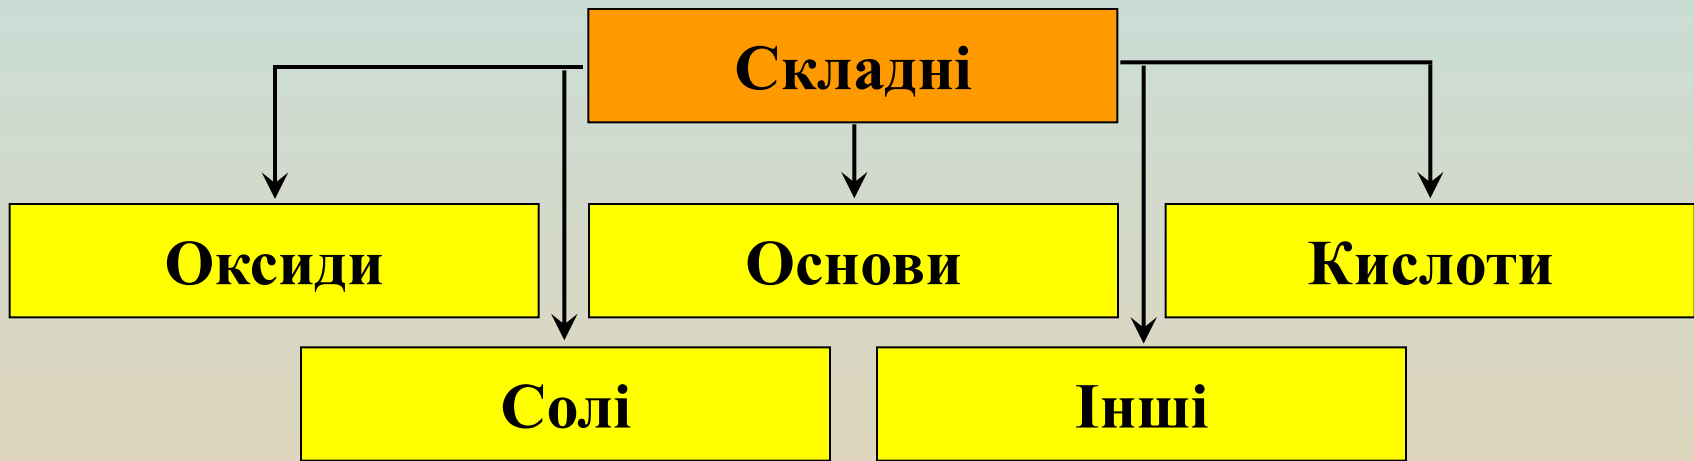 Складні
Оксиди
Основи
Кислоти
Солі
Інші